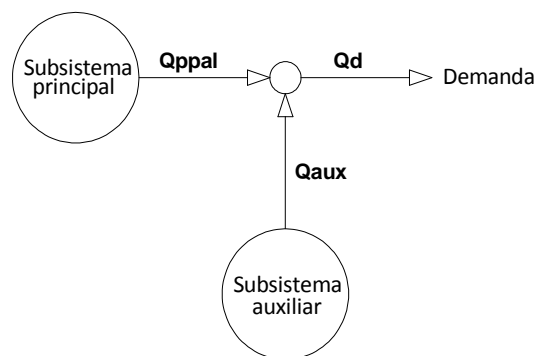 Subsistema
principal
Qppal
Qd
Demanda
Qaux
Subsistema
auxiliar